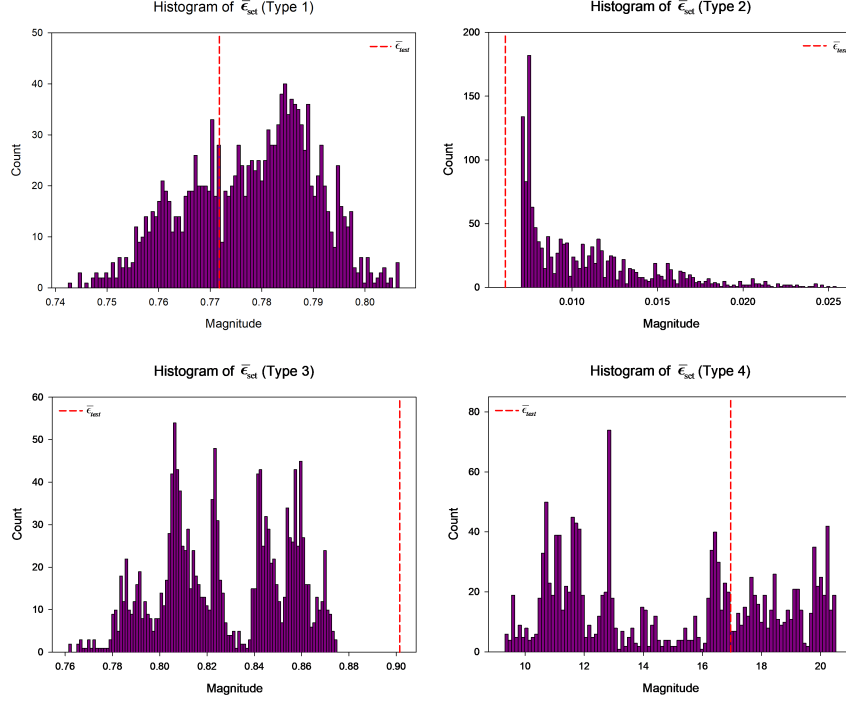 Histogram of ε̅set (Type 1)
50
40
30
20
10
0
Count
0.74 0.75 0.76 0.77 0.78 0.79 0.80
Magnitude
ε̅test
Histogram of ε̅set (Type 2)
200
150
100
50
0
Count
0.010 0.015 0.020 0.025
Magnitude
ε̅test
Histogram of ε̅set (Type 3)
60
50
40
30
20
10
0
Count
0.76 0.78 0.80 0.82 0.84 0.86 0.88 0.90
Magnitude
ε̅test
Histogram of ε̅set (Type 4)
80
60
40
20
0
Count
10 12 14 16 18 20
Magnitude
ε̅test